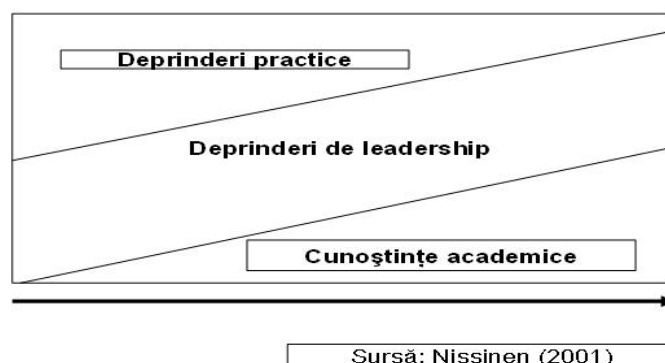 Deprinderi practice
Deprinderi de leadership
Cunoştinţe academice
Sursă: Nissinen (2001)